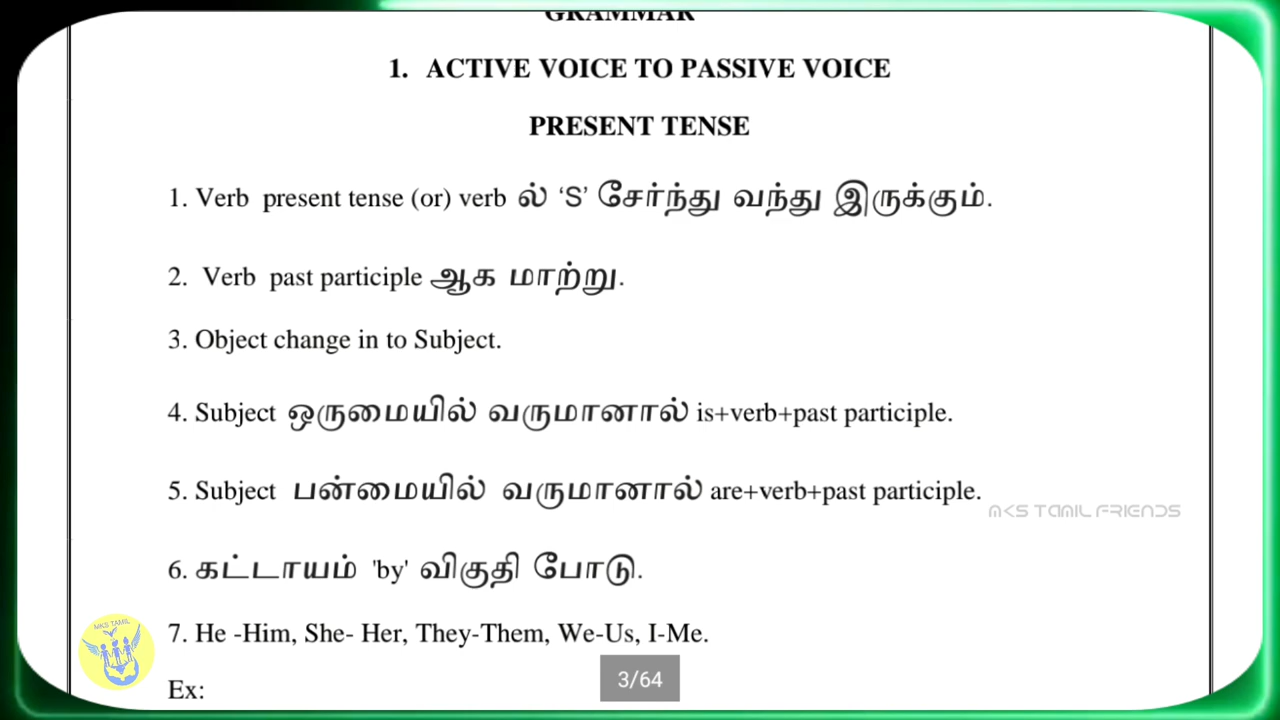 GRAMMAR
1. ACTIVE VOICE TO PASSIVE VOICE
PRESENT TENSE
1. Verb present tense (or) verb ல் ‘S’ சேர்ந்து வந்து இருக்கும்.
2. Verb past participle ஆக மாற்று.
3. Object change in to Subject.
4. Subject ஒருமையில் வருமானால் is+verb+past participle.
5. Subject பன்மையில் வருமானால் are+verb+past participle.
MKS TAMIL FRIENDS
6. கட்டாயம் 'by' விகுதி போடு.
7. He -Him, She- Her, They-Them, We-Us, I-Me.
MKS TAMIL
3/64
Ex: